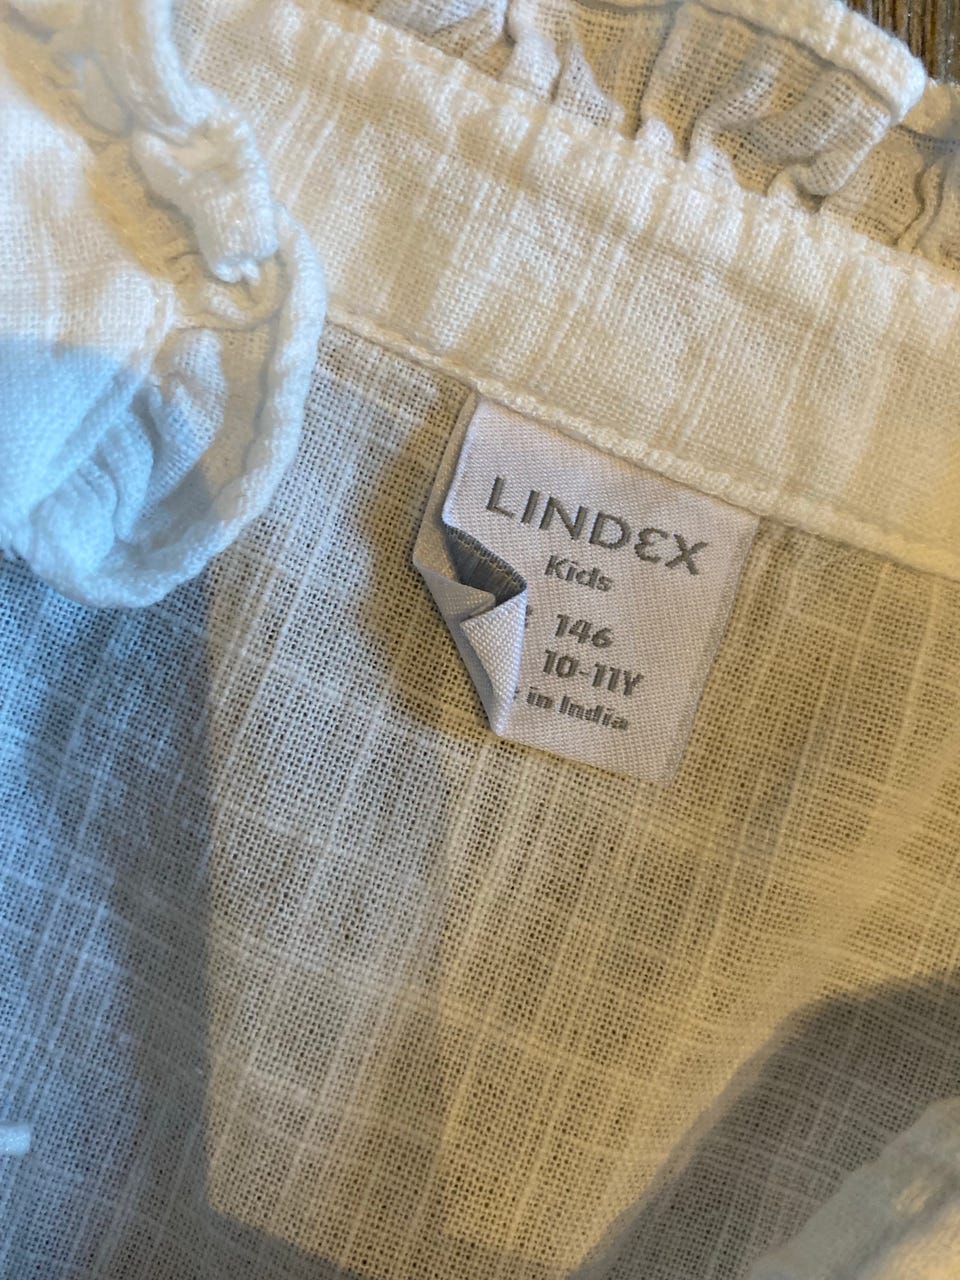 LINDEX
Kids
146
10-11Y
in India